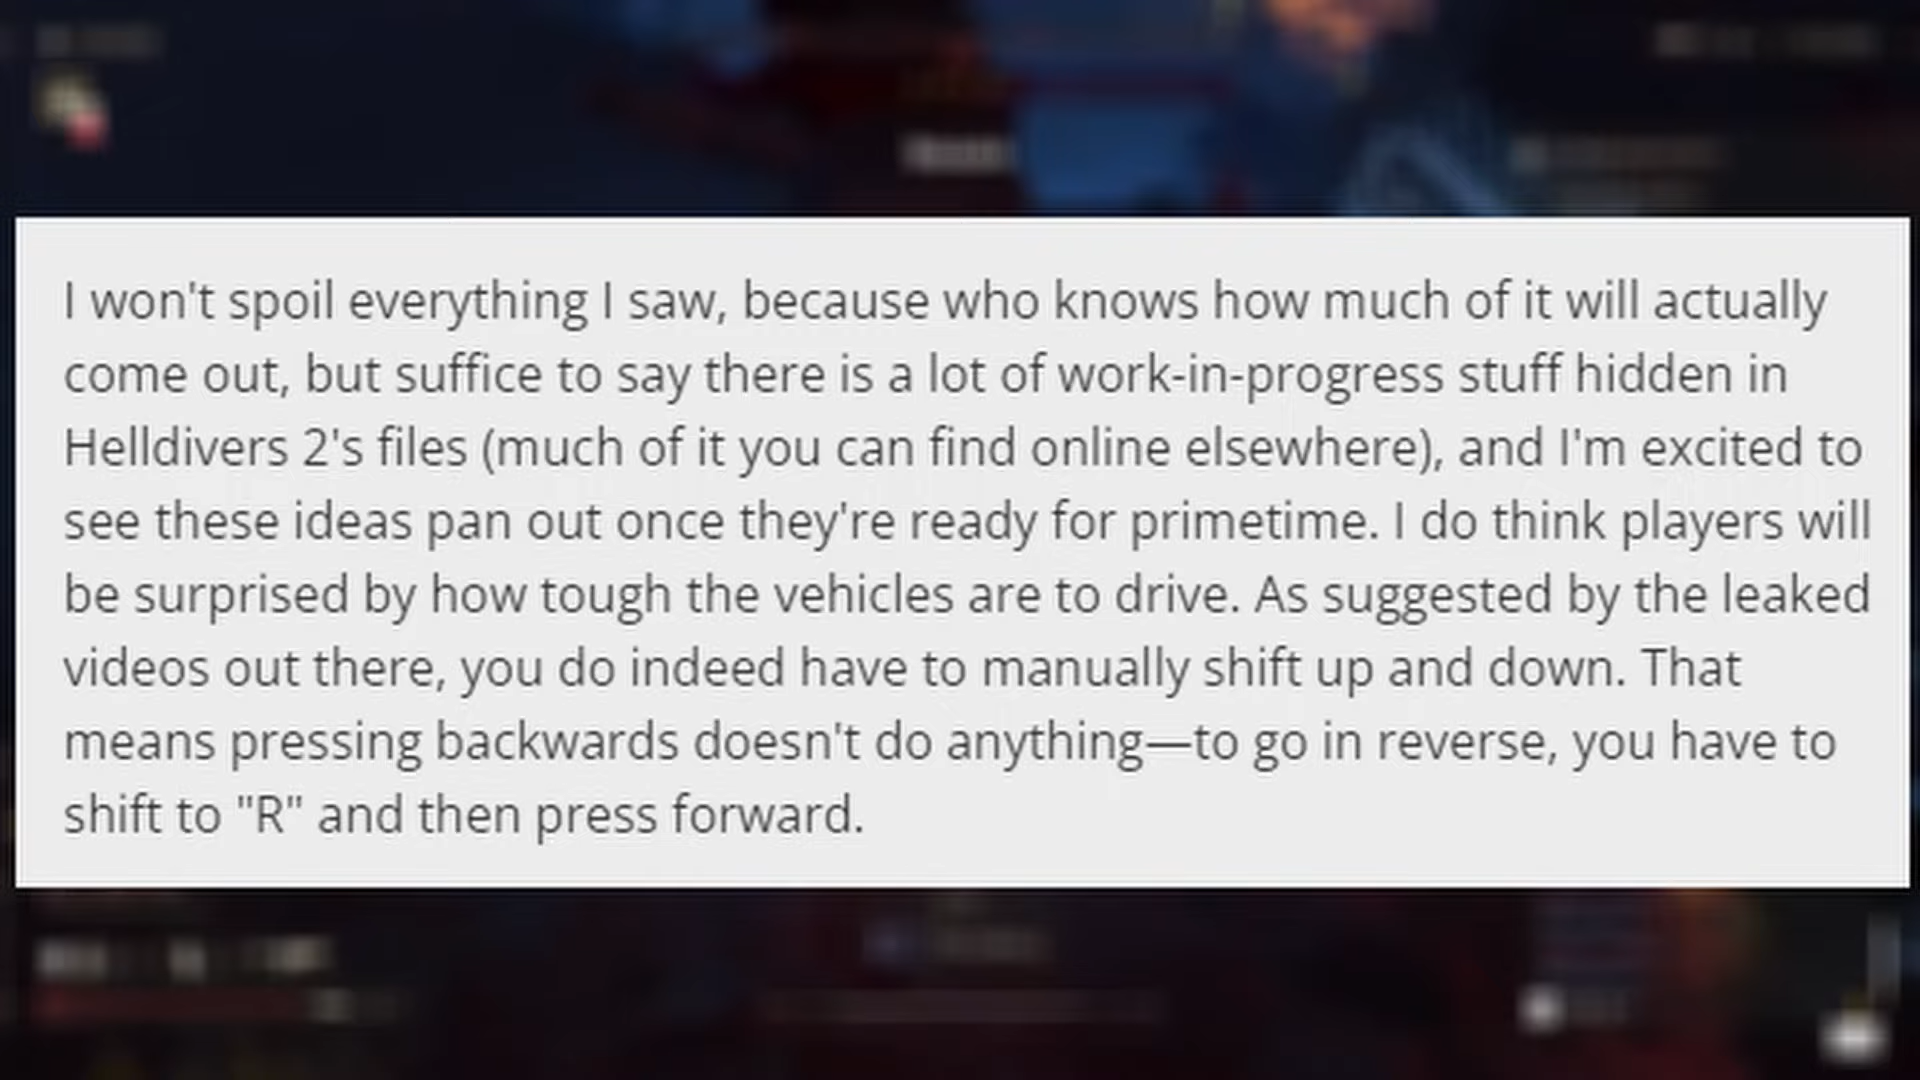 I won't spoil everything I saw, because who knows how much of it will actually
come out, but suffice to say there is a lot of work-in-progress stuff hidden in
Helldivers 2's files (much of it you can find online elsewhere), and I'm excited to
see these ideas pan out once they're ready for primetime. I do think players will
be surprised by how tough the vehicles are to drive. As suggested by the leaked
videos out there, you do indeed have to manually shift up and down. That
means pressing backwards doesn't do anything—to go in reverse, you have to
shift to "R" and then press forward.